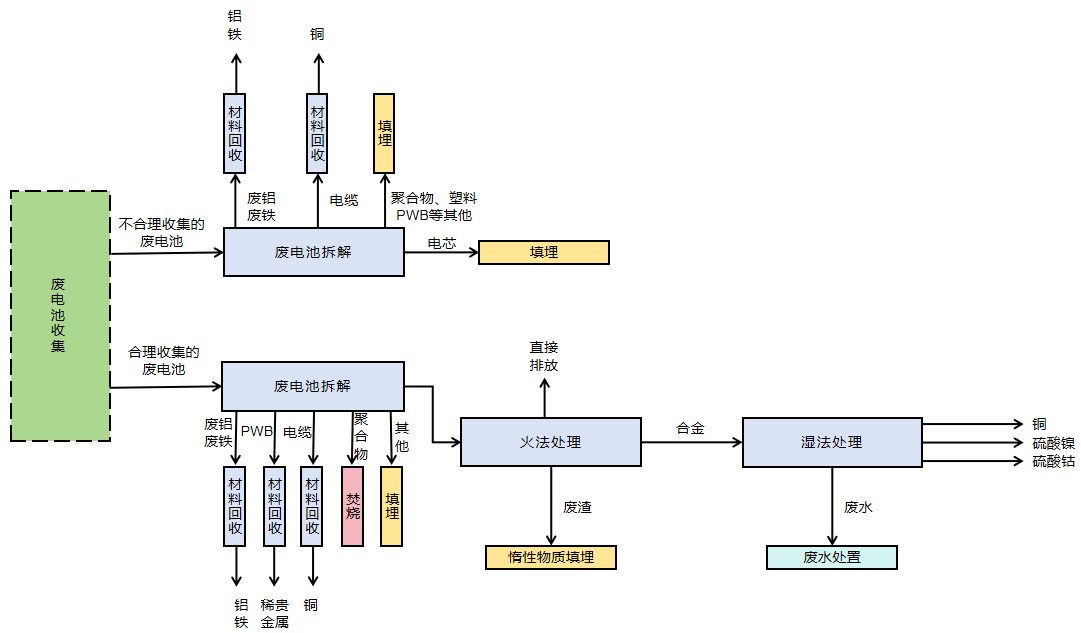 铝
铁
铜
材料回收
材料回收
填埋
废铝
废铁
电缆
聚合物、塑料
PWB等其他
不合理收集的
废电池
废电池拆解
电芯
填埋
废电池收集
合理收集的
废电池
废电池拆解
直接
排放
废铝
废铁
PWB
电缆
聚合物
其他
火法处理
合金
湿法处理
铜
硫酸镍
硫酸钴
材料回收
材料回收
材料回收
焚烧
填埋
废渣
废水
惰性物质填埋
废水处置
铝
铁
稀贵
金属
铜